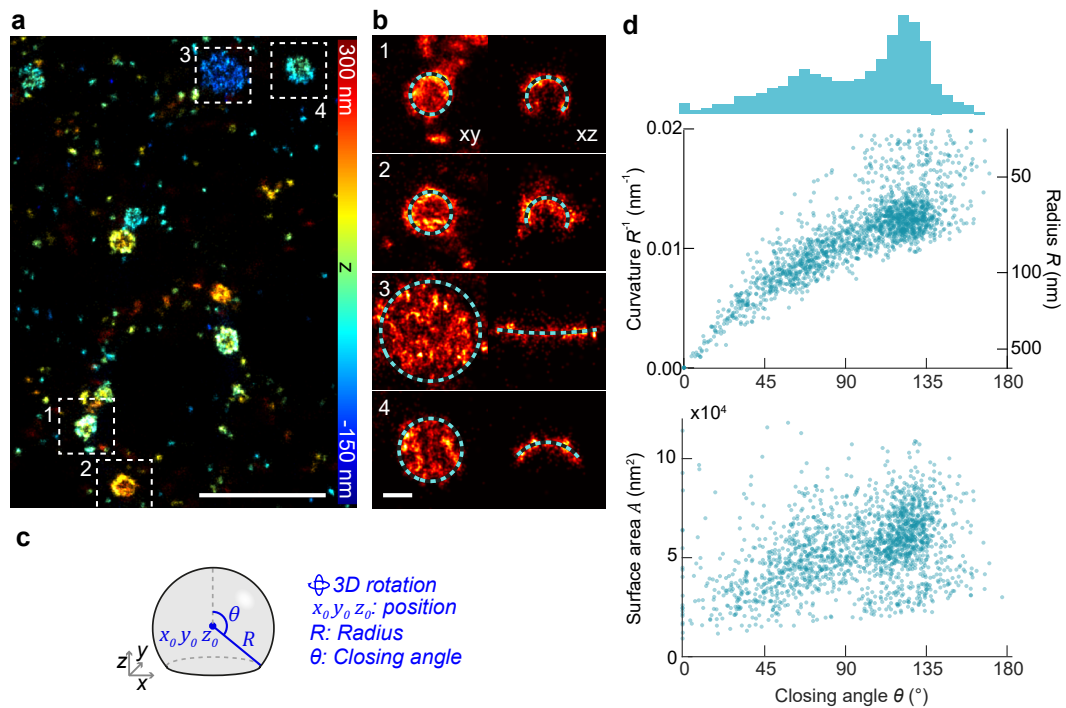 a
3
4
1
2
300 nm
z
-150 nm
b
1
xy
xz
2
3
4
c
θ
x₀ y₀ z₀
R
z
y
x
3D rotation
x₀ y₀ z₀: position
R: Radius
θ: Closing angle
d
0.02
0.01
0.00
Curvature R⁻¹ (nm⁻¹)
50
100
500
Radius R (nm)
0
45
90
135
180
x10⁴
10
5
0
Surface area A (nm²)
0
45
90
135
180
Closing angle θ (°)